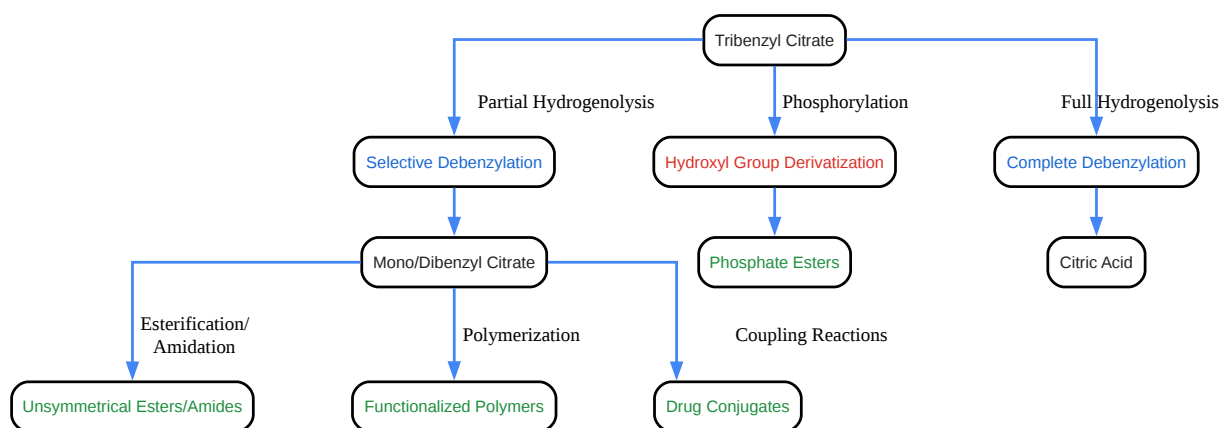 Tribenzyl Citrate
Partial Hydrogenolysis
Phosphorylation
Full Hydrogenolysis
Selective Debenzylation
Hydroxyl Group Derivatization
Complete Debenzylation
Mono/Dibenzyl Citrate
Phosphate Esters
Citric Acid
Esterification/
Amidation
Polymerization
Coupling Reactions
Unsymmetrical Esters/Amides
Functionalized Polymers
Drug Conjugates